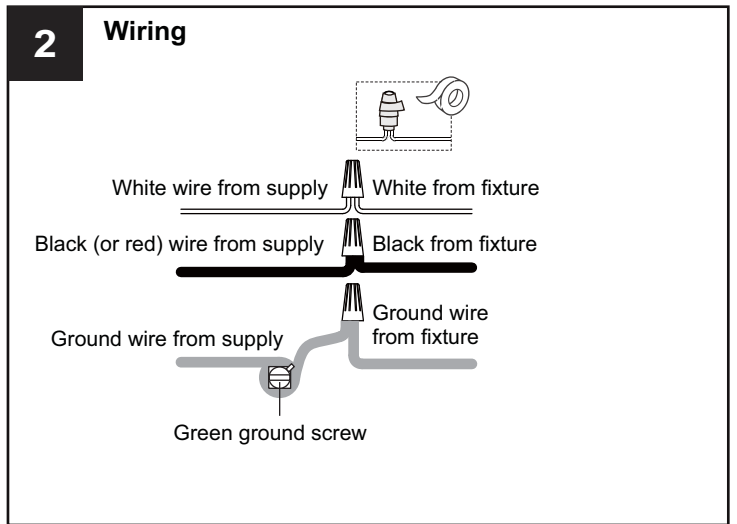 2
Wiring
White wire from supply
White from fixture
Black (or red) wire from supply
Black from fixture
Ground wire from supply
Ground wire
from fixture
Green ground screw